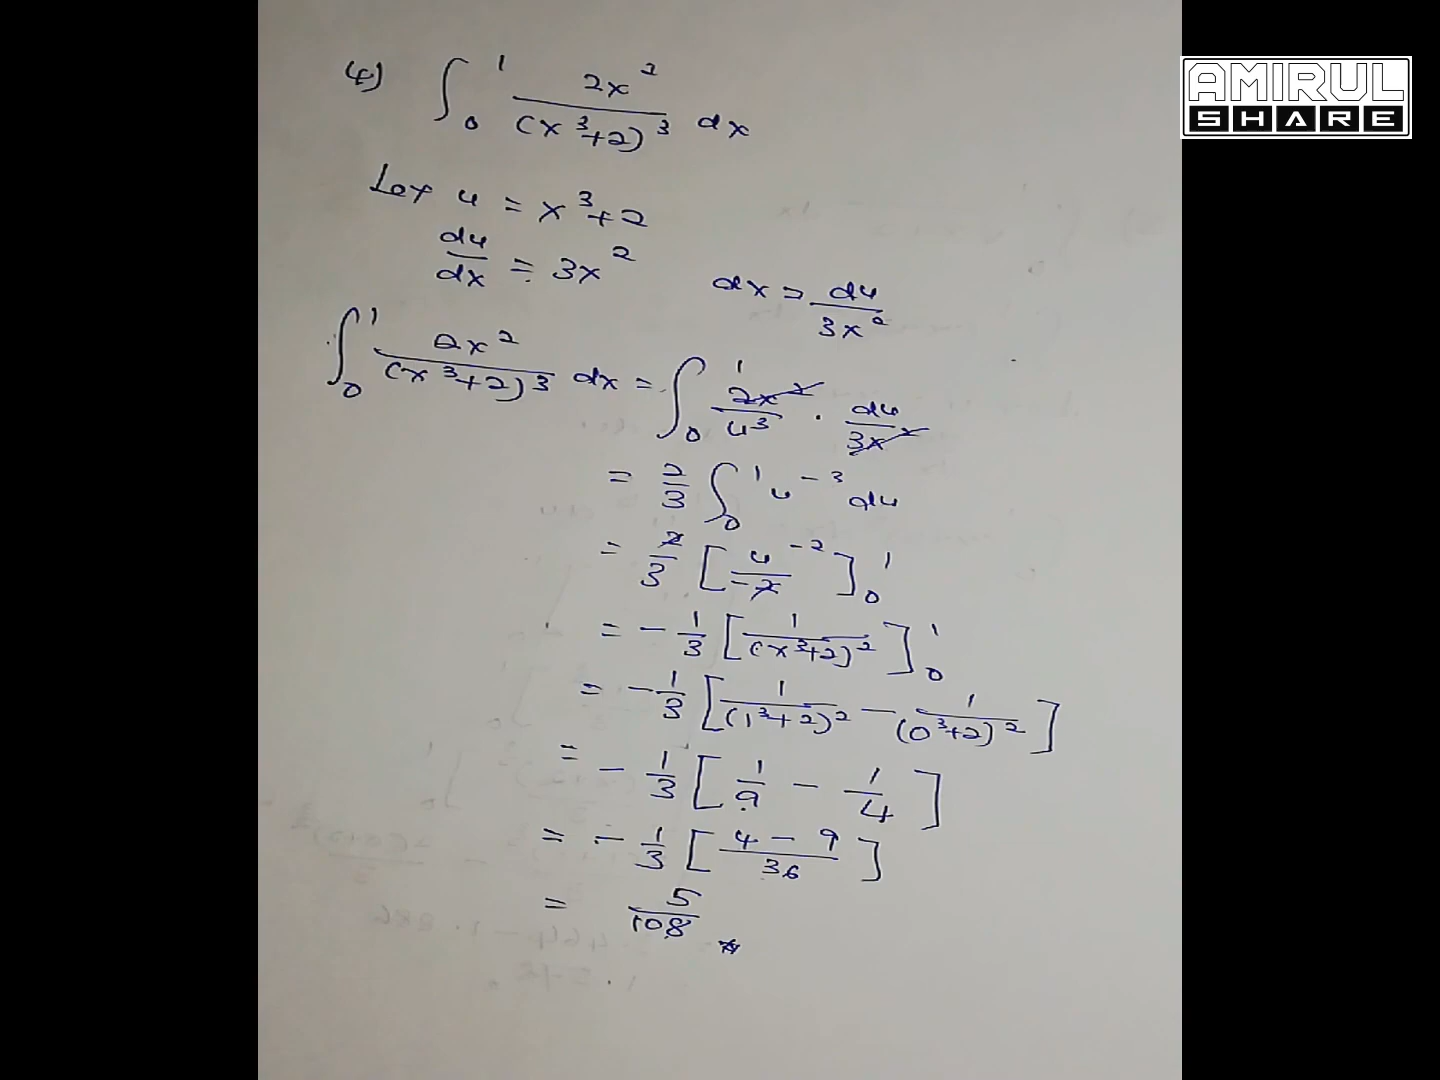 4) ∫₀¹ 2x² / (x³+2)³ dx
AMIRUL
SHARE
Let u = x³+2
du/dx = 3x²    dx = du/3x²
∫₀¹ 2x² / (x³+2)³ dx = ∫₀¹ 2x²/u³ · du/3x²
= 2/3 ∫₀¹ u⁻³ du
= 2/3 [u⁻²/-2]₀¹
= - 1/3 [1/(x³+2)²]₀¹
= - 1/3 [1/(1³+2)² - 1/(0³+2)²]
= - 1/3 [1/9 - 1/4]
= - 1/3 [4 - 9 / 36]
= 5/108